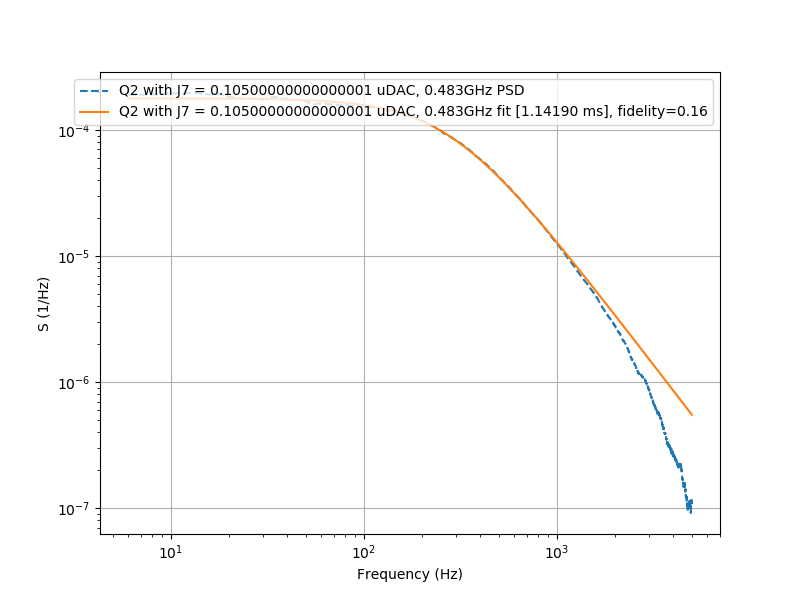 Q2 with J7 = 0.10500000000000001 uDAC, 0.483GHz PSD
Q2 with J7 = 0.10500000000000001 uDAC, 0.483GHz fit [1.14190 ms], fidelity=0.16
10⁻⁴
10⁻⁵
10⁻⁶
10⁻⁷
S (1/Hz)
10¹ 10² 10³
Frequency (Hz)